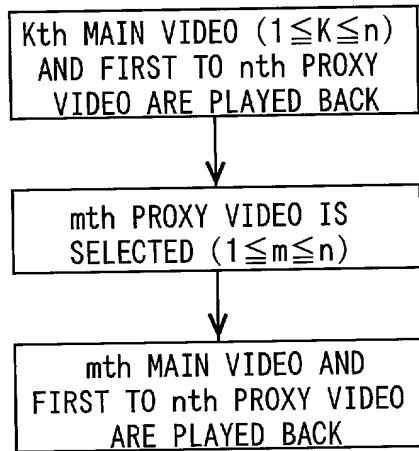 Kth MAIN VIDEO (1≦K≦n)
AND FIRST TO nth PROXY
VIDEO ARE PLAYED BACK
mth PROXY VIDEO IS
SELECTED (1≦m≦n)
mth MAIN VIDEO AND
FIRST TO nth PROXY VIDEO
ARE PLAYED BACK